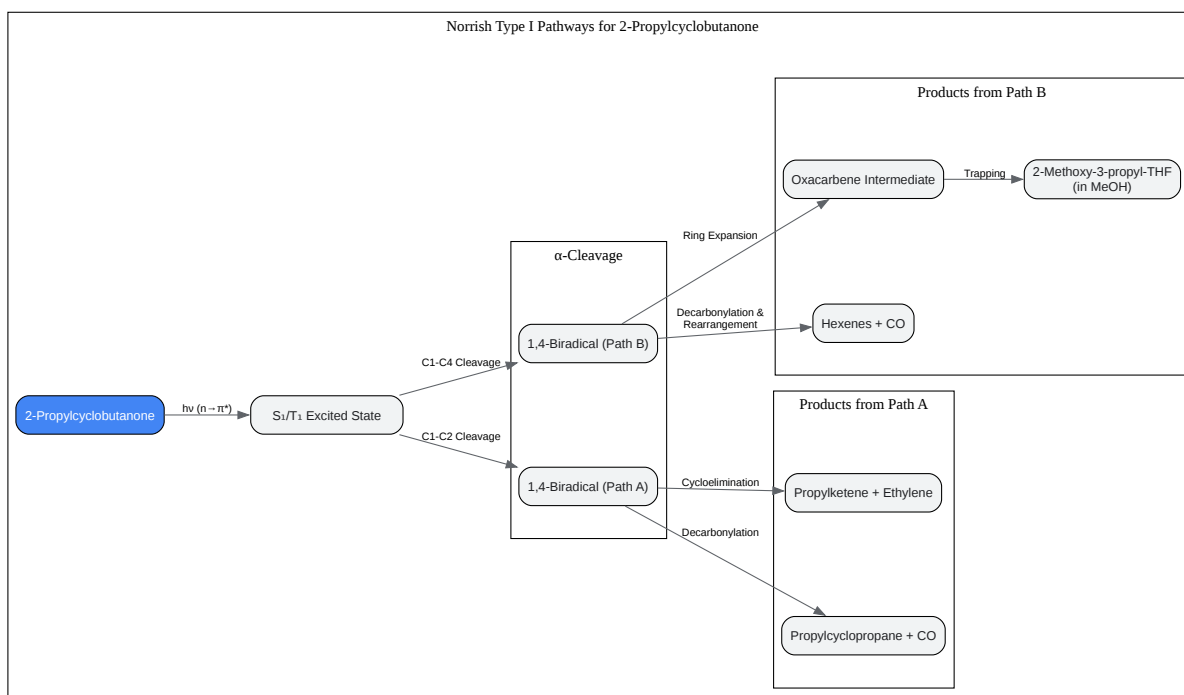 Norrish Type I Pathways for 2-Propylcyclobutanone
Products from Path B
Oxacarbene Intermediate
Trapping
2-Methoxy-3-propyl-THF
(in MeOH)
Ring Expansion
α-Cleavage
Decarbonylation &
Rearrangement
Hexenes + CO
1,4-Biradical (Path B)
C1-C4 Cleavage
2-Propylcyclobutanone
hν (n→π*)
S₁/T₁ Excited State
C1-C2 Cleavage
Products from Path A
1,4-Biradical (Path A)
Cycloelimination
Propylketene + Ethylene
Decarbonylation
Propylcyclopropane + CO